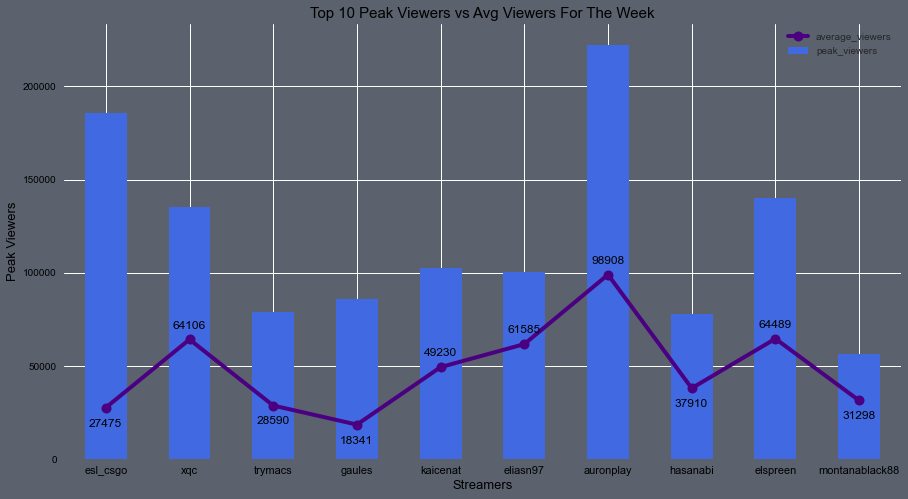 Top 10 Peak Viewers vs Avg Viewers For The Week
average_viewers
peak_viewers
Peak Viewers
200000
150000
100000
50000
0
27475
64106
28590
18341
49230
61585
98908
37910
64489
31298
esl_csgo xqc trymacs gaules kaicenat eliasn97 auronplay hasanabi elspreen montanablack88
Streamers